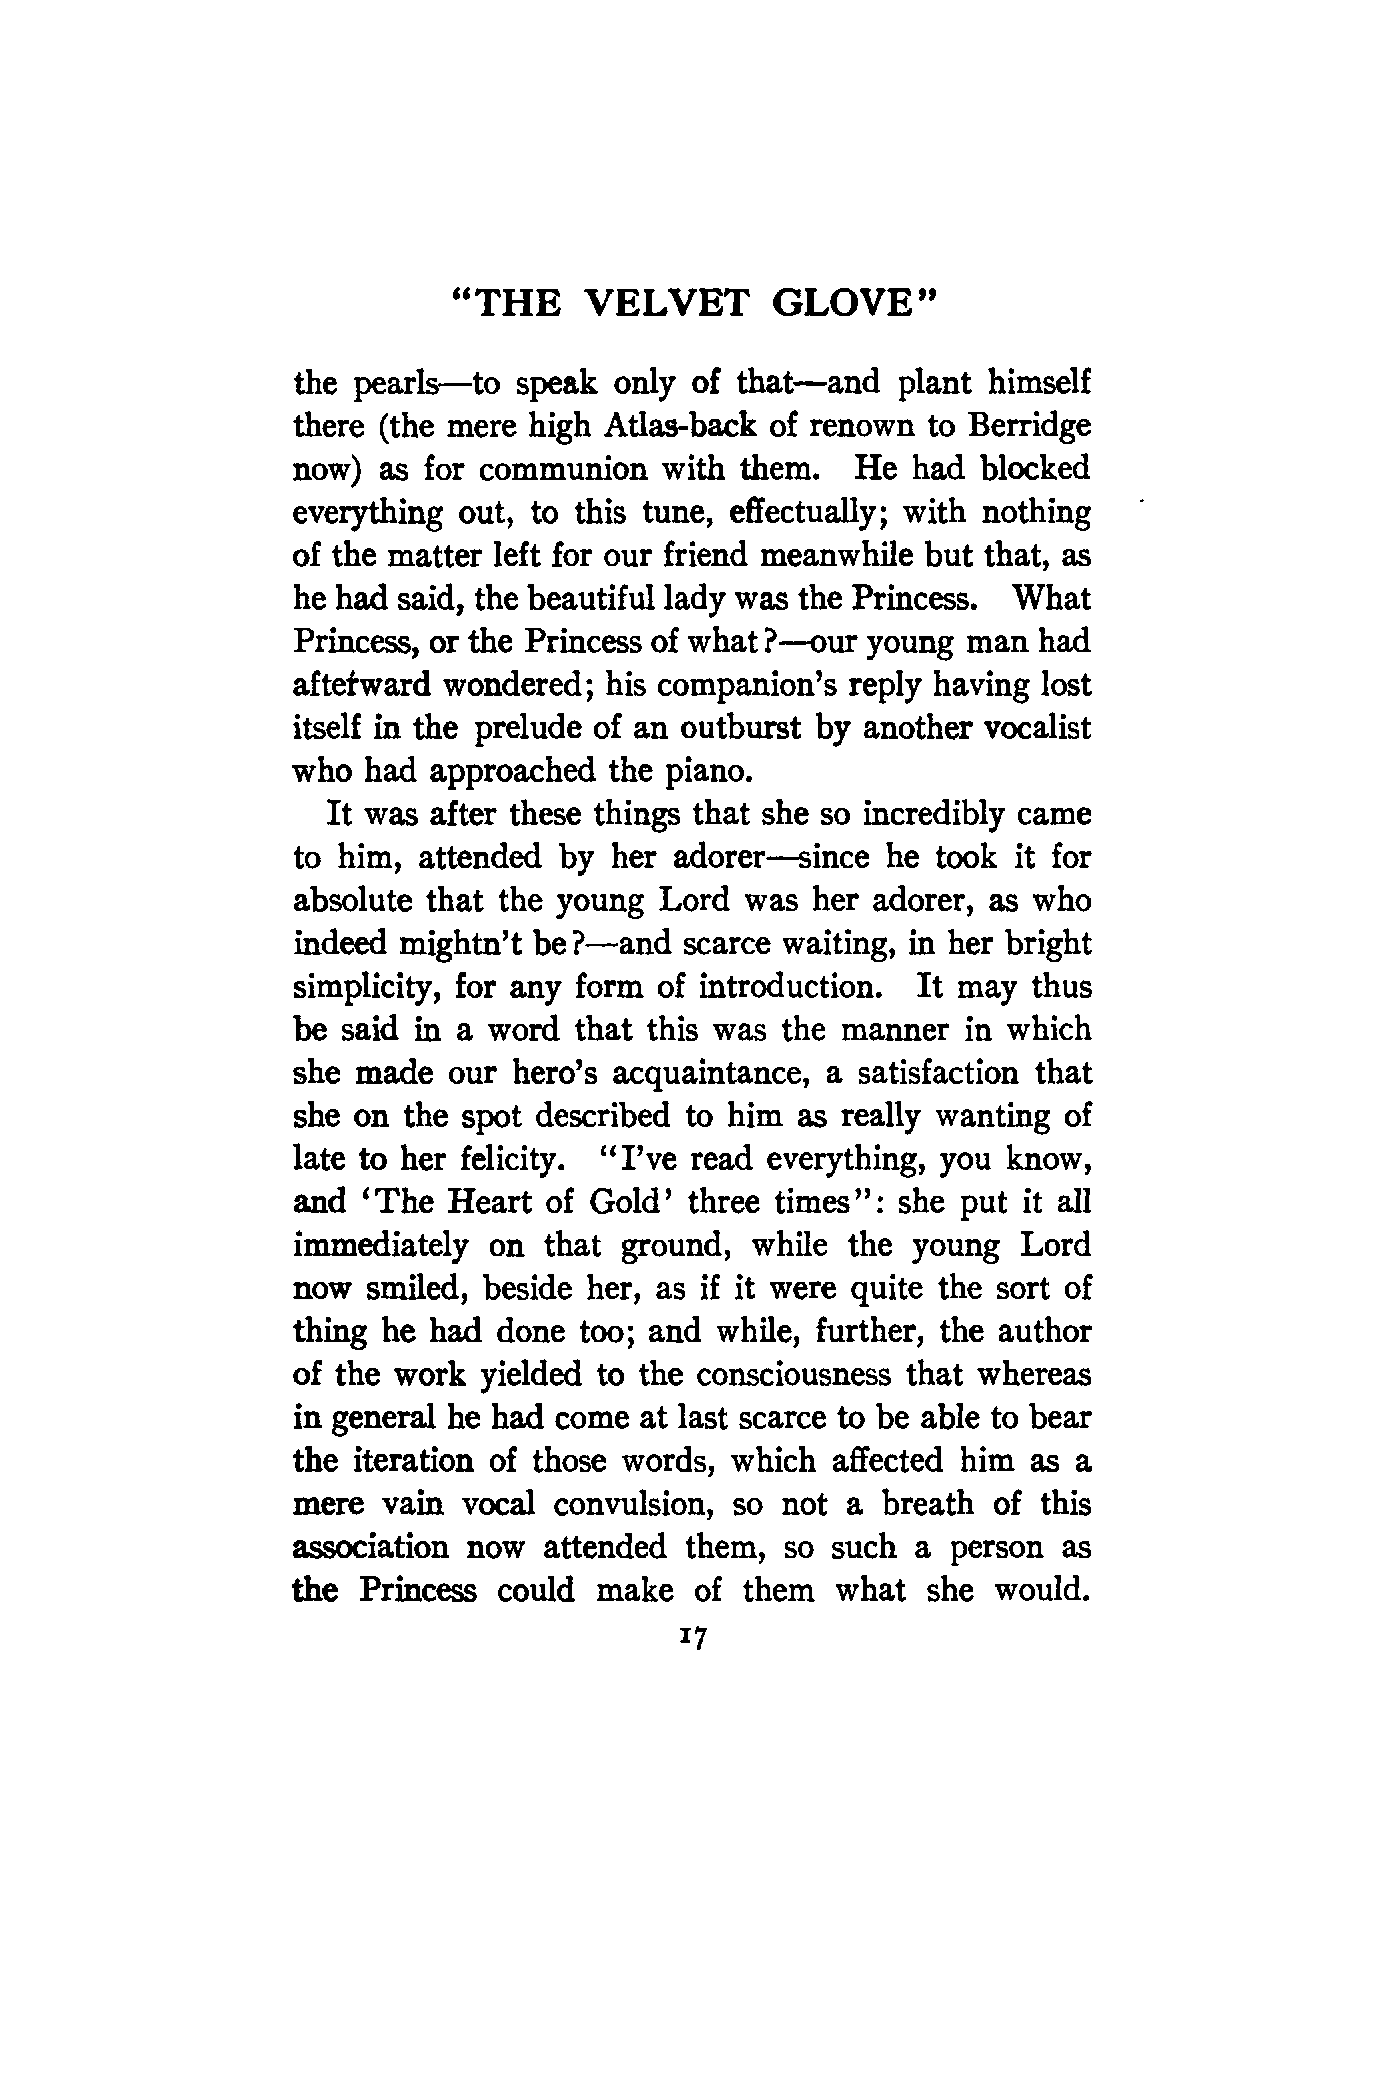 “THE VELVET GLOVE”
the pearls—to speak only of that—and plant himself
there (the mere high Atlas-back of renown to Berridge
now) as for communion with them. He had blocked
everything out, to this tune, effectually; with nothing
of the matter left for our friend meanwhile but that, as
he had said, the beautiful lady was the Princess. What
Princess, or the Princess of what?—our young man had
afterward wondered; his companion’s reply having lost
itself in the prelude of an outburst by another vocalist
who had approached the piano.
It was after these things that she so incredibly came
to him, attended by her adorer—since he took it for
absolute that the young Lord was her adorer, as who
indeed mightn’t be?—and scarce waiting, in her bright
simplicity, for any form of introduction. It may thus
be said in a word that this was the manner in which
she made our hero’s acquaintance, a satisfaction that
she on the spot described to him as really wanting of
late to her felicity. “I’ve read everything, you know,
and ‘The Heart of Gold’ three times”: she put it all
immediately on that ground, while the young Lord
now smiled, beside her, as if it were quite the sort of
thing he had done too; and while, further, the author
of the work yielded to the consciousness that whereas
in general he had come at last scarce to be able to bear
the iteration of those words, which affected him as a
mere vain vocal convulsion, so not a breath of this
association now attended them, so such a person as
the Princess could make of them what she would.
17